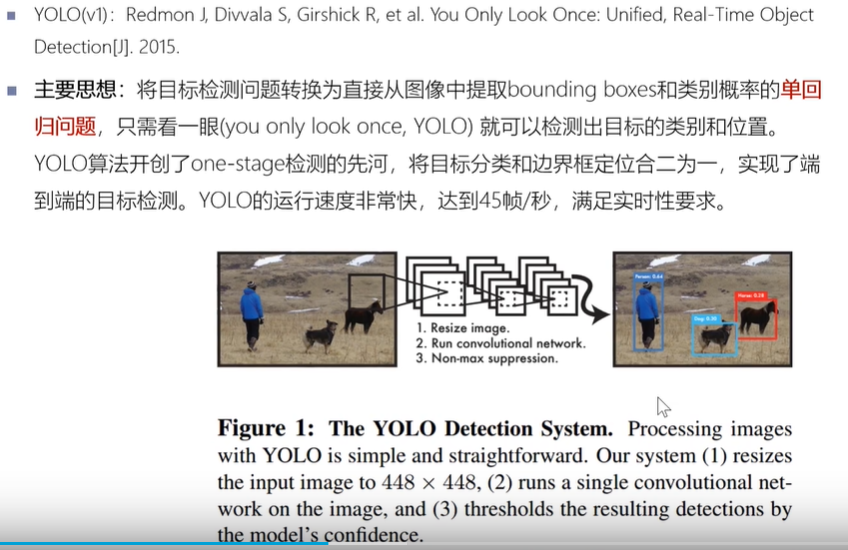 YOLO(v1)：Redmon J, Divvala S, Girshick R, et al. You Only Look Once: Unified, Real-Time Object
Detection[J]. 2015.
主要思想：将目标检测问题转换为直接从图像中提取bounding boxes和类别概率的单回
归问题，只需看一眼(you only look once, YOLO) 就可以检测出目标的类别和位置。
YOLO算法开创了one-stage检测的先河，将目标分类和边界框定位合二为一，实现了端
到端的目标检测。YOLO的运行速度非常快，达到45帧/秒，满足实时性要求。
1. Resize image.
2. Run convolutional network.
3. Non-max suppression.
Person: 0.64
Horse: 0.28
Dog: 0.30
Figure 1: The YOLO Detection System. Processing images
with YOLO is simple and straightforward. Our system (1) resizes
the input image to 448 × 448, (2) runs a single convolutional net-
work on the image, and (3) thresholds the resulting detections by
the model's confidence.